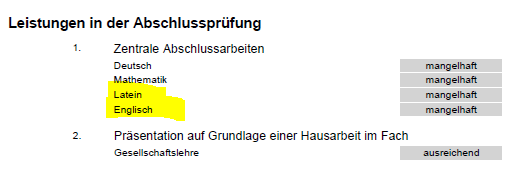 Leistungen in der Abschlussprüfung
1. Zentrale Abschlussarbeiten
Deutsch mangelhaft
Mathematik mangelhaft
Latein mangelhaft
Englisch mangelhaft
2. Präsentation auf Grundlage einer Hausarbeit im Fach
Gesellschaftslehre ausreichend